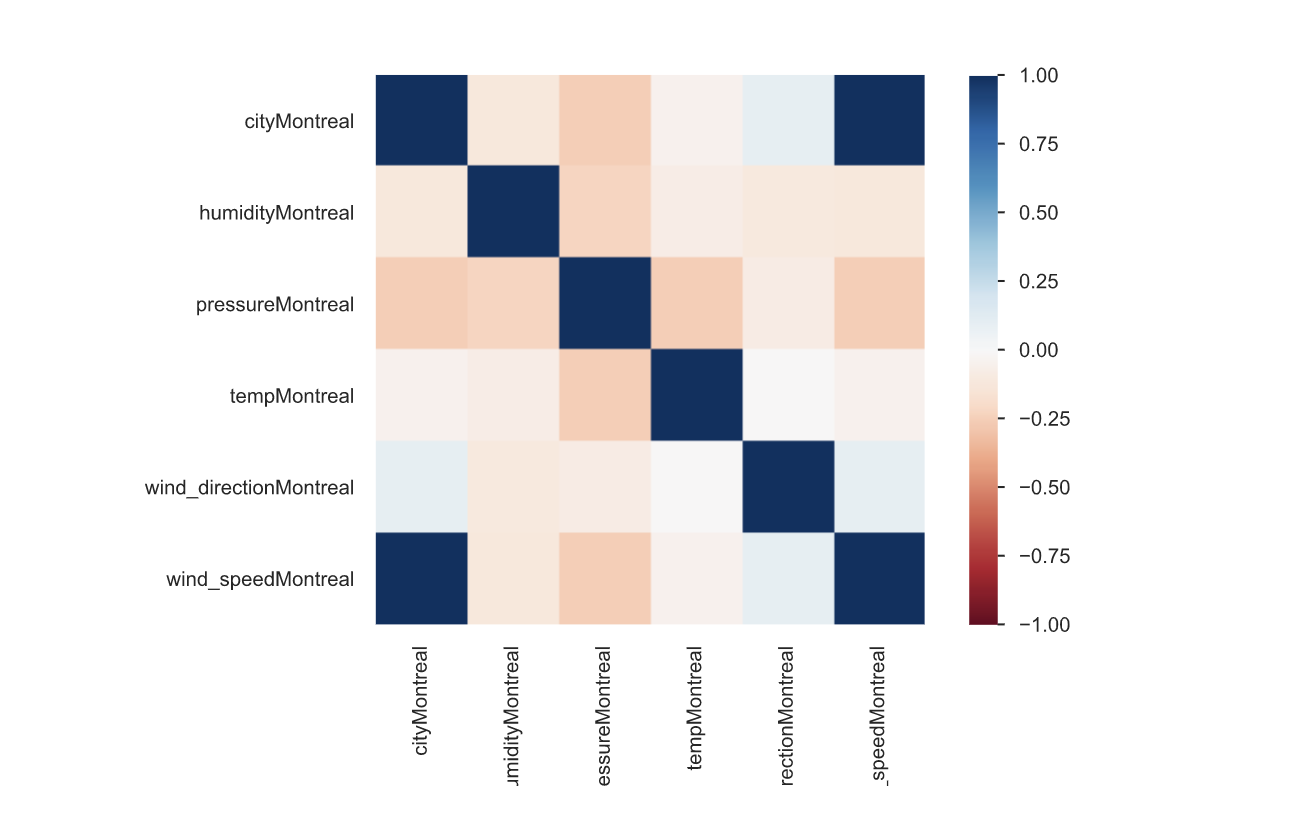 cityMontreal
humidityMontreal
pressureMontreal
tempMontreal
wind_directionMontreal
wind_speedMontreal
1.00
0.75
0.50
0.25
0.00
−0.25
−0.50
−0.75
−1.00
cityMontreal
umidityMontreal
essureMontreal
tempMontreal
rectionMontreal
_speedMontreal